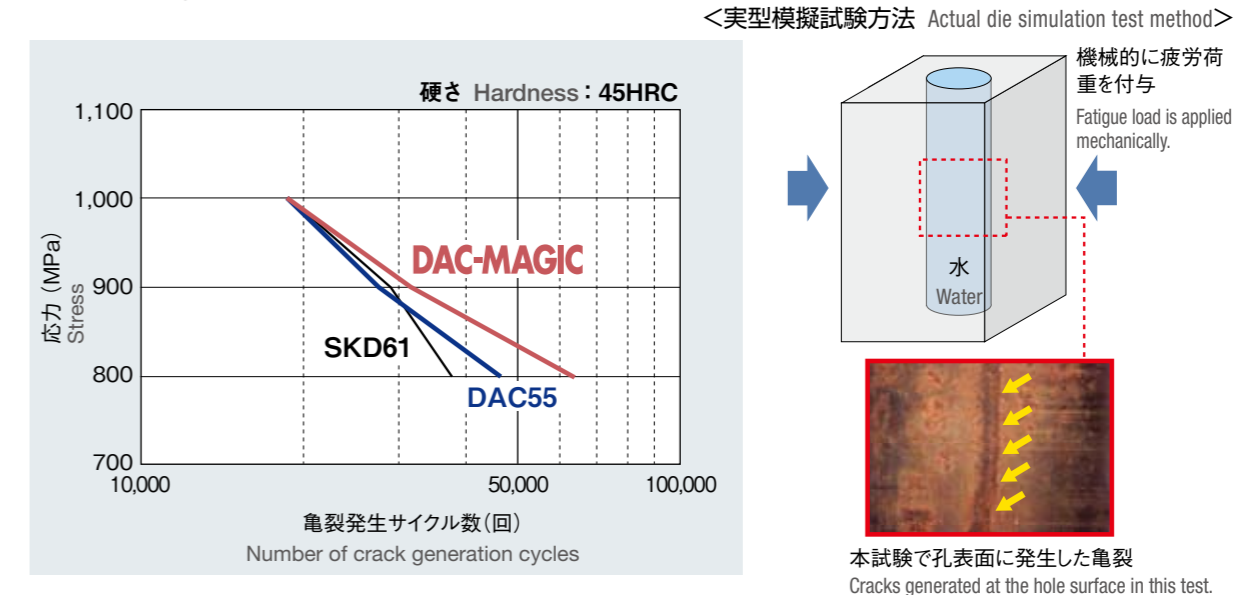 <実型模擬試験方法 Actual die simulation test method>
硬さ Hardness：45HRC
1,100
1,000
900
800
700
応力 (MPa)
Stress
DAC-MAGIC
SKD61
DAC55
10,000
50,000
100,000
亀裂発生サイクル数(回)
Number of crack generation cycles
機械的に疲労荷
重を付与
Fatigue load is applied
mechanically.
水
Water
本試験で孔表面に発生した亀裂
Cracks generated at the hole surface in this test.